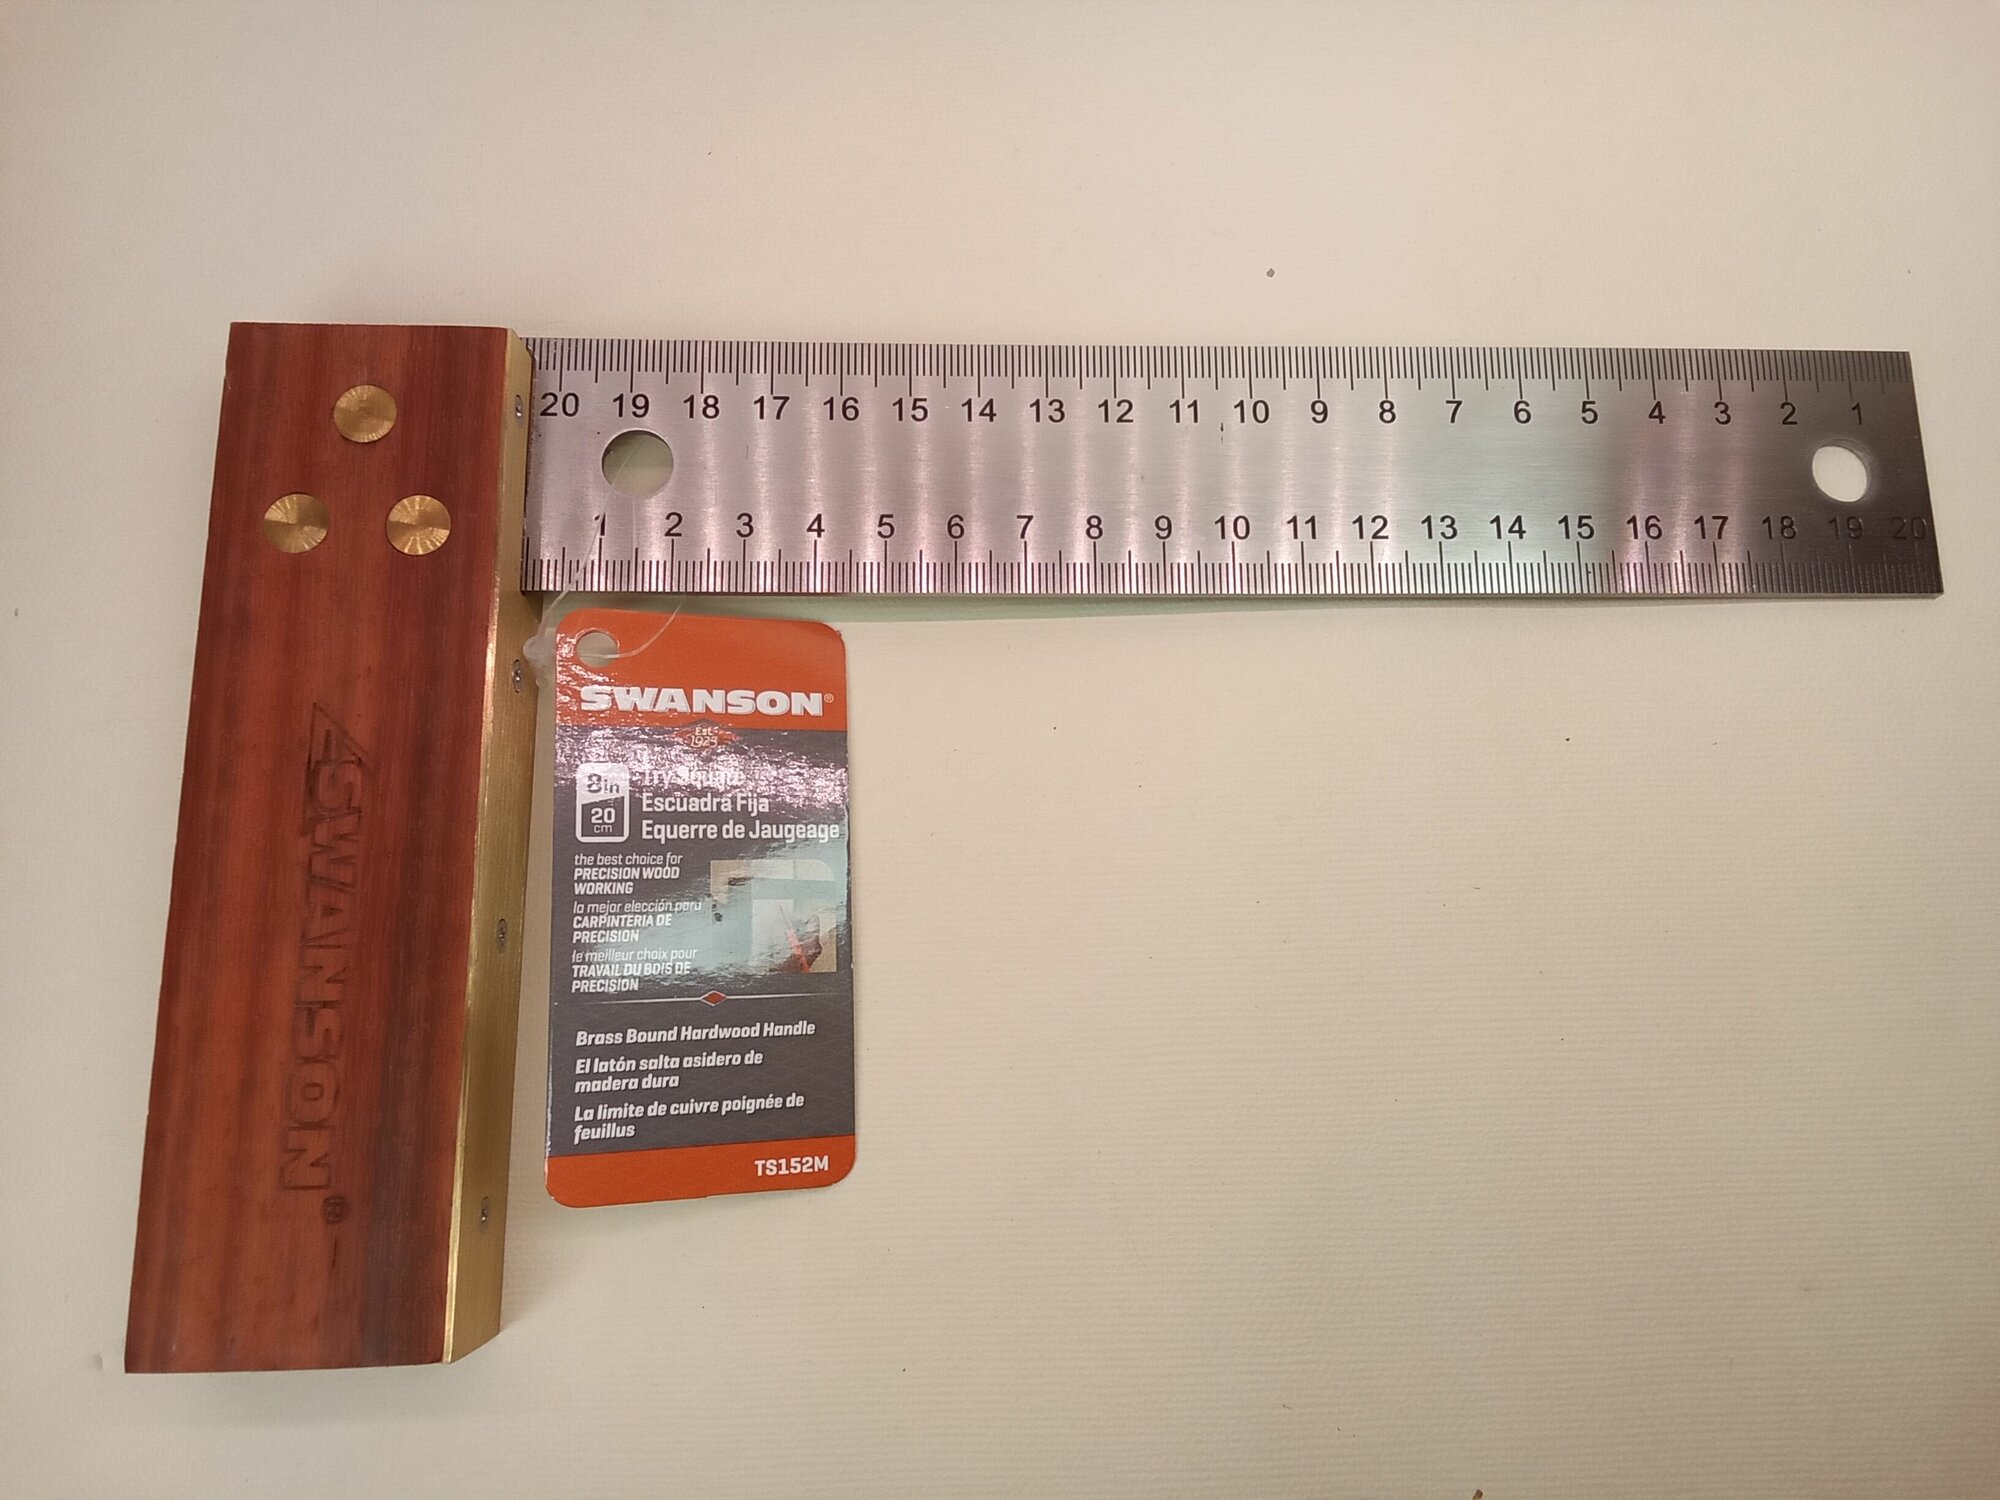 20 19 18 17 16 15 14 13 12 11 10 9 8 7 6 5 4 3 2 1
1 2 3 4 5 6 7 8 9 10 11 12 13 14 15 16 17 18 19 20
SWANSON®
SWANSON®
Est.
1925
8in
20
cm
Try Square
Escuadra Fija
Equerre de Jaugeage
the best choice for
PRECISION WOOD
WORKING
la mejor elección para
CARPINTERIA DE
PRECISION
le meilleur choix pour
TRAVAIL DU BOIS DE
PRECISION
Brass Bound Hardwood Handle
El latón salta asidero de
madera dura
La limite de cuivre poignée de
feuillus
TS152M